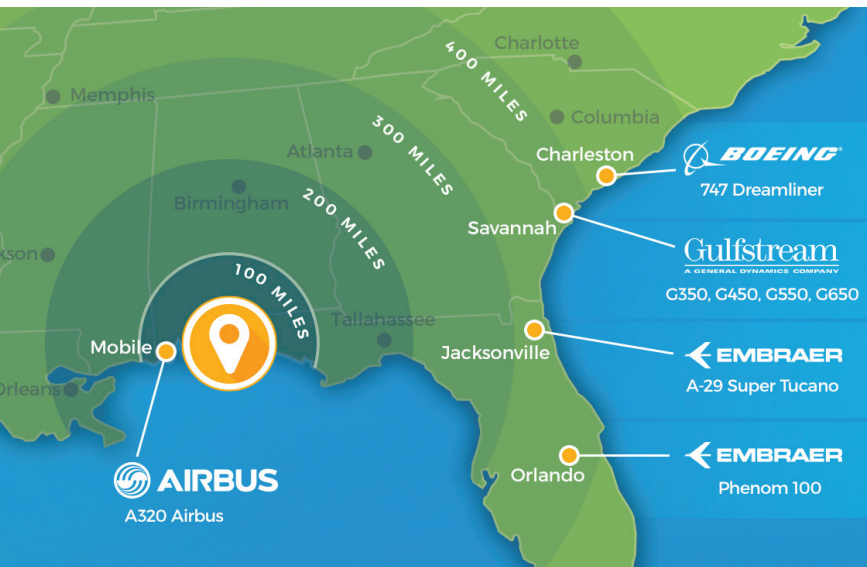 Charlotte
400 MILES
Memphis
Columbia
300 MILES
Atlanta
Charleston
BOEING®
747 Dreamliner
Birmingham
200 MILES
Savannah
Gulfstream
A GENERAL DYNAMICS COMPANY
G350, G450, G550, G650
kson
100 MILES
Tallahassee
Mobile
Jacksonville
EMBRAER
A-29 Super Tucano
Orleans
EMBRAER
Phenom 100
Orlando
AIRBUS
A320 Airbus